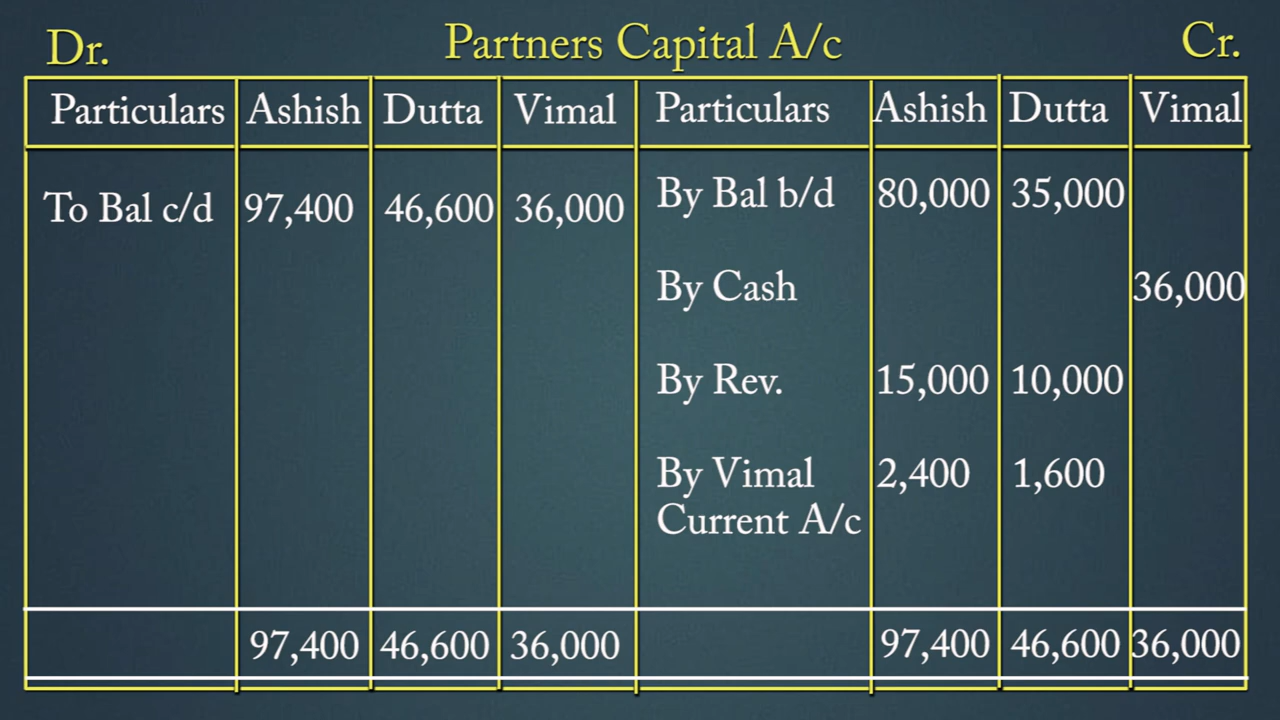 Dr. Partners Capital A/c Cr.
Particulars Ashish Dutta Vimal Particulars Ashish Dutta Vimal
To Bal c/d 97,400 46,600 36,000 By Bal b/d 80,000 35,000
By Cash 36,000
By Rev. 15,000 10,000
By Vimal 2,400 1,600
Current A/c
97,400 46,600 36,000 97,400 46,600 36,000